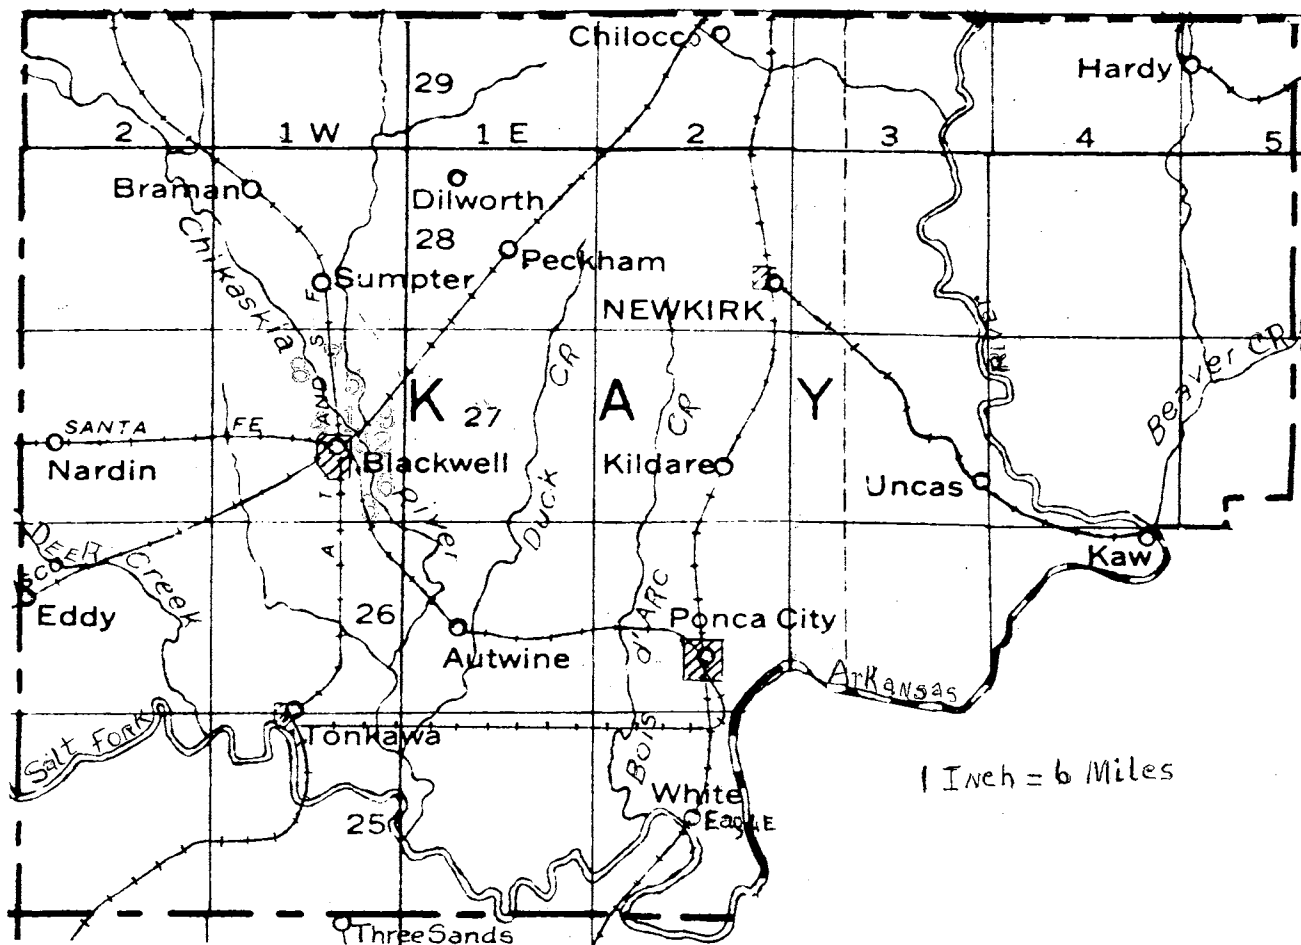 Chilocco
Hardy
29
2
1 W
1 E
2
3
4
5
Braman
Dilworth
Chikaskia
28
Peckham
Sumpter
NEWKIRK
RIVER
S F
AND
K
A
Y
27
CR
CR
Beaver CR
SANTA
FE
Nardin
Blackwell
Kildare
Uncas
River
Duck
DEER Creek
A T
Kaw
Eddy
26
d'ARC
Ponca City
Autwine
Arkansas
Tonkawa
Salt Fork
Bois
1 Inch = 6 Miles
White
Eagle
25
Three Sands